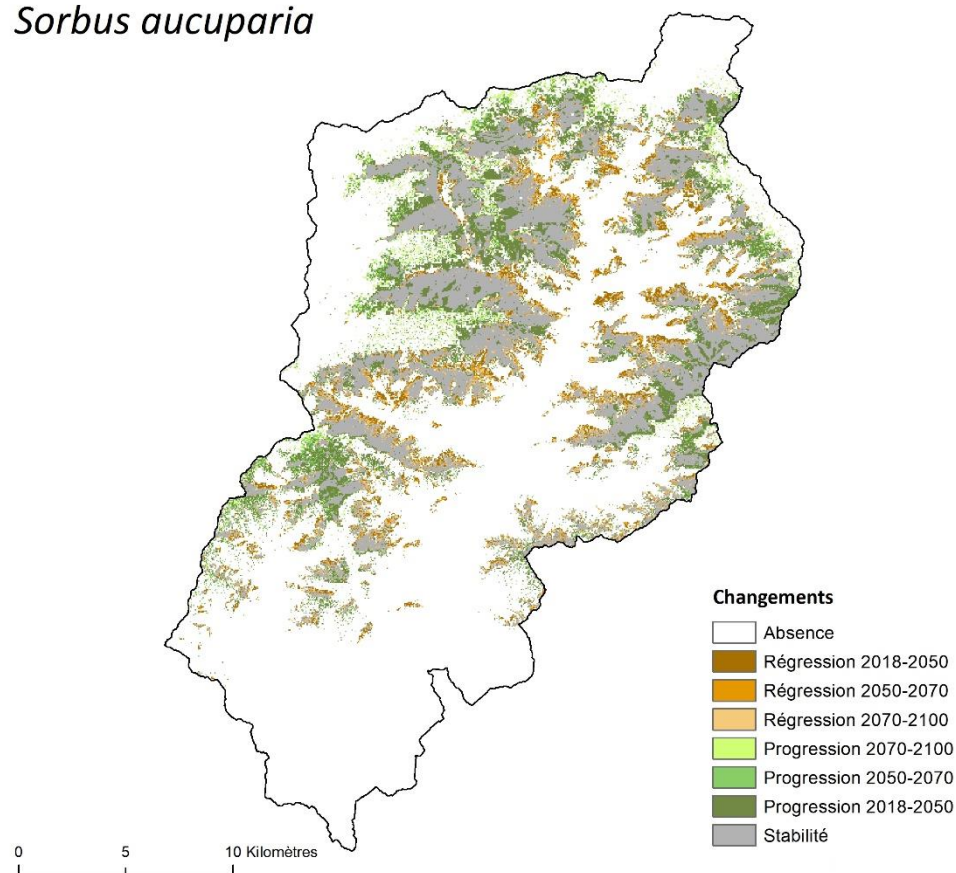 Sorbus aucuparia
Changements
Absence
Régression 2018-2050
Régression 2050-2070
Régression 2070-2100
Progression 2070-2100
Progression 2050-2070
Progression 2018-2050
Stabilité
0 5 10 Kilomètres